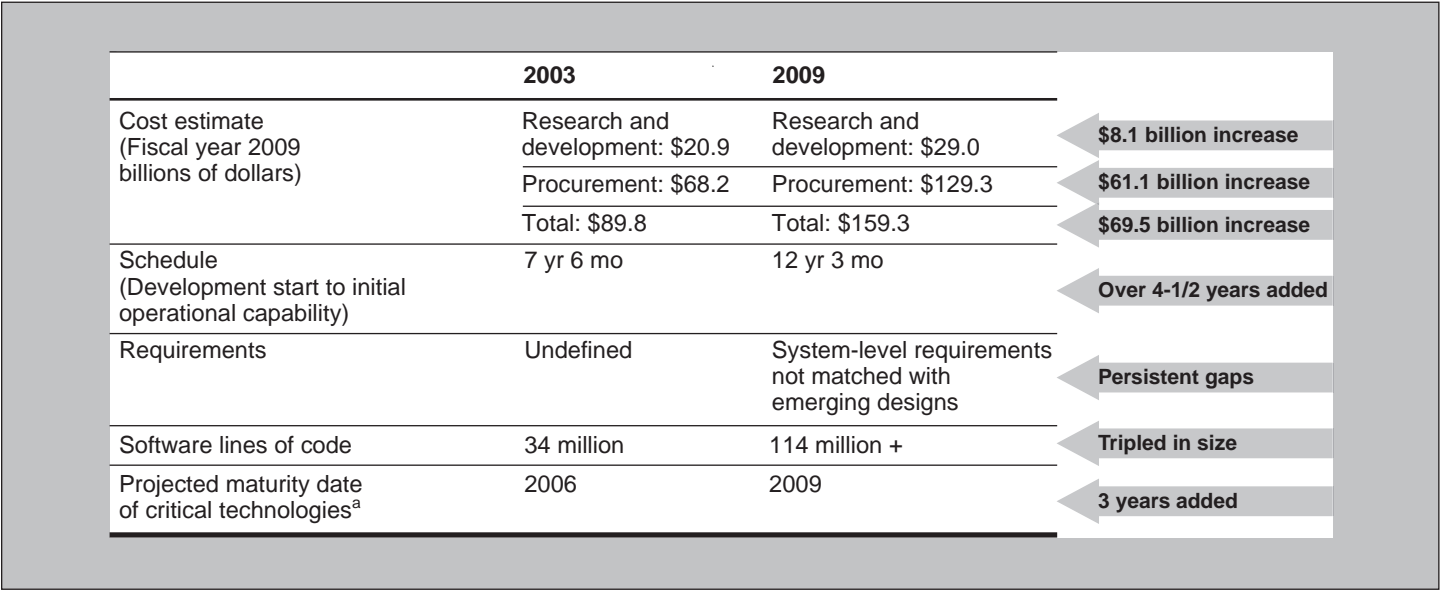 2003 2009
Cost estimate
(Fiscal year 2009
billions of dollars)
Research and
development: $20.9
Research and
development: $29.0
$8.1 billion increase
Procurement: $68.2 Procurement: $129.3 $61.1 billion increase
Total: $89.8 Total: $159.3 $69.5 billion increase
Schedule
(Development start to initial
operational capability)
7 yr 6 mo 12 yr 3 mo
Over 4-1/2 years added
Requirements Undefined
System-level requirements
not matched with
emerging designs
Persistent gaps
Software lines of code 34 million 114 million + Tripled in size
Projected maturity date
of critical technologiesa
2006 2009
3 years added